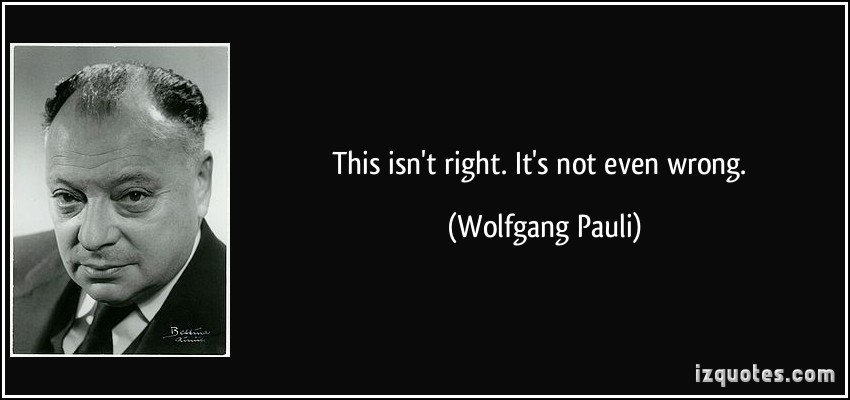 This isn't right. It's not even wrong.
(Wolfgang Pauli)
izquotes.com